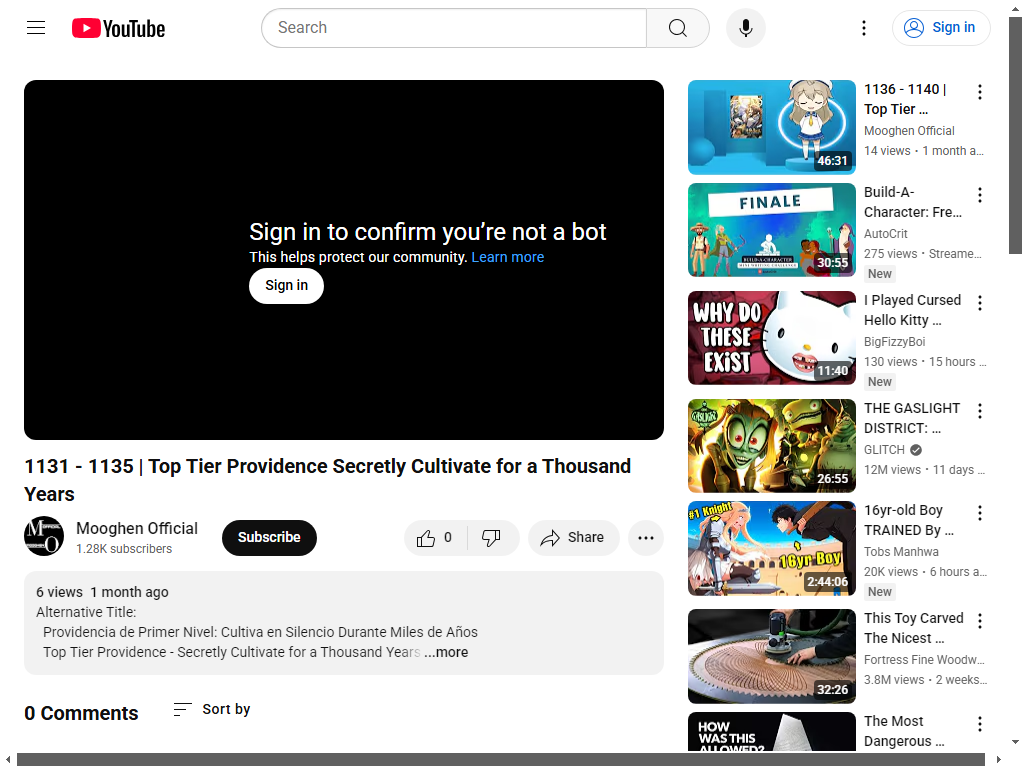 YouTube
Search
Sign in
Sign in to confirm you're not a bot
This helps protect our community. Learn more
Sign in
1131 - 1135 | Top Tier Providence Secretly Cultivate for a Thousand
Years
Mooghen Official
1.28K subscribers
Subscribe
0
Share
6 views 1 month ago
Alternative Title:
Providencia de Primer Nivel: Cultiva en Silencio Durante Miles de Años
Top Tier Providence - Secretly Cultivate for a Thousand Years ...more
0 Comments
Sort by
46:31
1136 - 1140 |
Top Tier ...
Mooghen Official
14 views • 1 month a...
FINALE
BUILD-A-CHARACTER
30:55
Build-A-
Character: Fre...
AutoCrit
275 views • Streame...
New
WHY DO
THESE
EXiST
11:40
I Played Cursed
Hello Kitty ...
BigFizzyBoi
130 views • 15 hours ...
New
26:55
THE GASLIGHT
DISTRICT: ...
GLITCH
12M views • 11 days ...
#1 Knight
16yr Boy
2:44:06
16yr-old Boy
TRAINED By ...
Tobs Manhwa
20K views • 6 hours a...
New
32:26
This Toy Carved
The Nicest ...
Fortress Fine Woodw...
3.8M views • 2 weeks...
HOW
WAS THIS
ALLOWED?
The Most
Dangerous ...